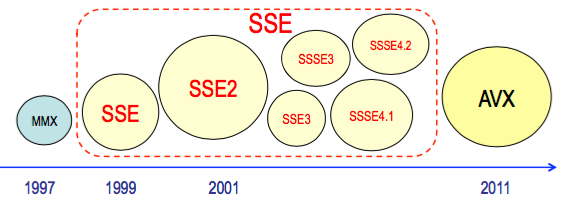 SSE
MMX
SSE
SSE2
SSSE3
SSE3
SSSE4.2
SSSE4.1
AVX
1997
1999
2001
2011